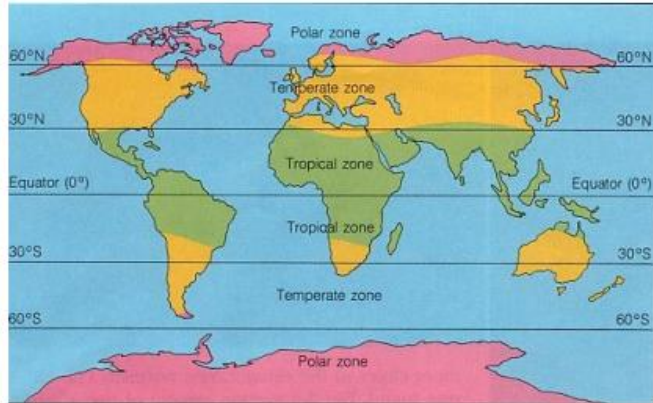 Polar zone
60°N 60°N
Temperate zone
30°N 30°N
Tropical zone
Equator (0°) Equator (0°)
Tropical zone
30°S 30°S
Temperate zone
60°S 60°S
Polar zone